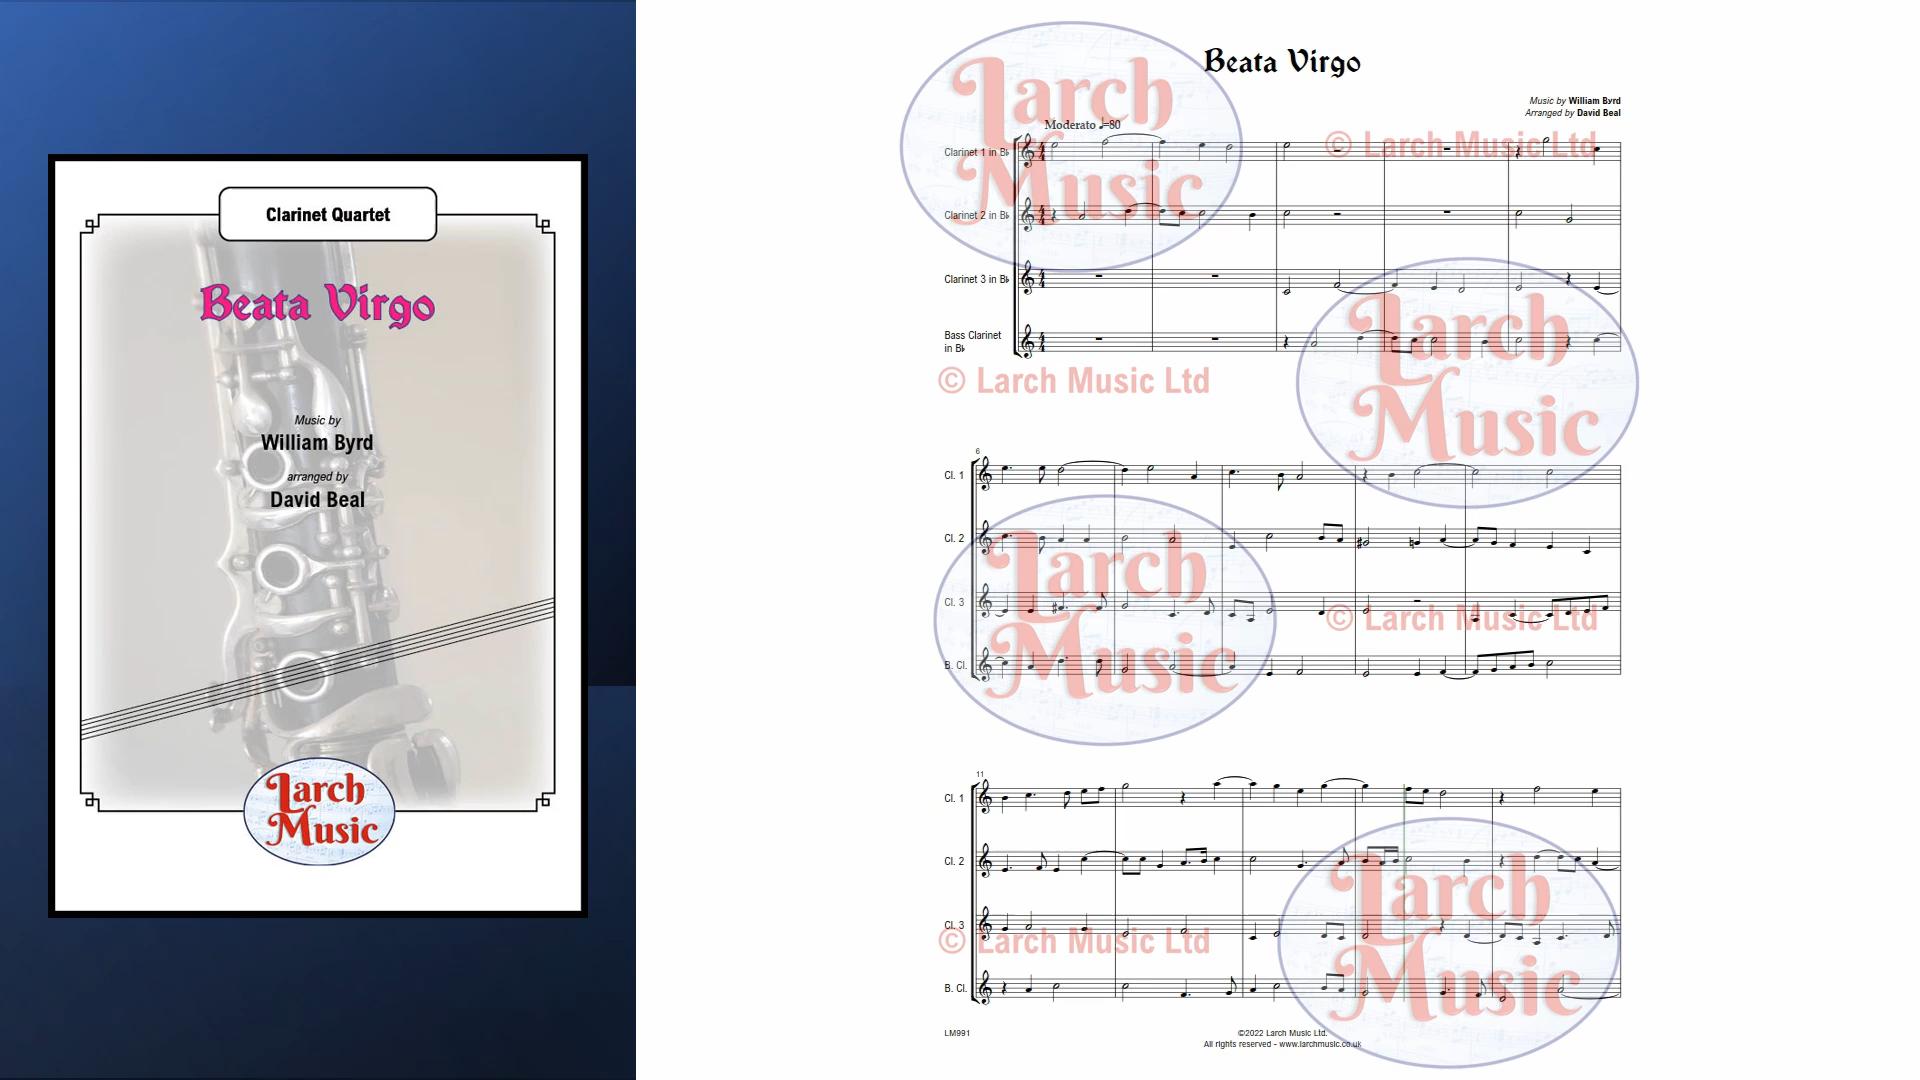 Clarinet Quartet
Beata Virgo
Music by
William Byrd
arranged by
David Beal
Larch
Music
Beata Virgo
Music by William Byrd
Arranged by David Beal
Moderato ♩=80
Clarinet 1 in B♭
Clarinet 2 in B♭
Clarinet 3 in B♭
Bass Clarinet
in B♭
Larch
Music
© Larch Music Ltd
Larch
Music
© Larch Music Ltd
6
Cl. 1
Cl. 2
Cl. 3
B. Cl.
Larch
Music
© Larch Music Ltd
11
Cl. 1
Cl. 2
Cl. 3
B. Cl.
© Larch Music Ltd
Larch
Music
LM991
©2022 Larch Music Ltd.
All rights reserved - www.larchmusic.co.uk